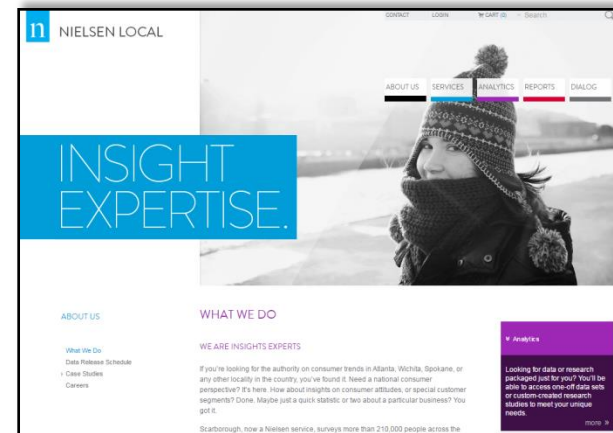 n NIELSEN LOCAL
CONTACT LOGIN CART (0) Search
ABOUT US SERVICES ANALYTICS REPORTS DIALOG
INSIGHT
EXPERTISE.
ABOUT US
What We Do
Data Release Schedule
› Case Studies
Careers
WHAT WE DO
WE ARE INSIGHTS EXPERTS
If you're looking for the authority on consumer trends in Atlanta, Wichita, Spokane, or
any other locality in the country, you've found it. Need a national consumer
perspective? It's here. How about insights on consumer attitudes, or special customer
segments? Done. Maybe just a quick statistic or two about a particular business? You
got it.
Scarborough, now a Nielsen service, surveys more than 210,000 people across the
Analytics
Looking for data or research
packaged just for you? You'll be
able to access one-off data sets
or custom-created research
studies to meet your unique
needs.
more »